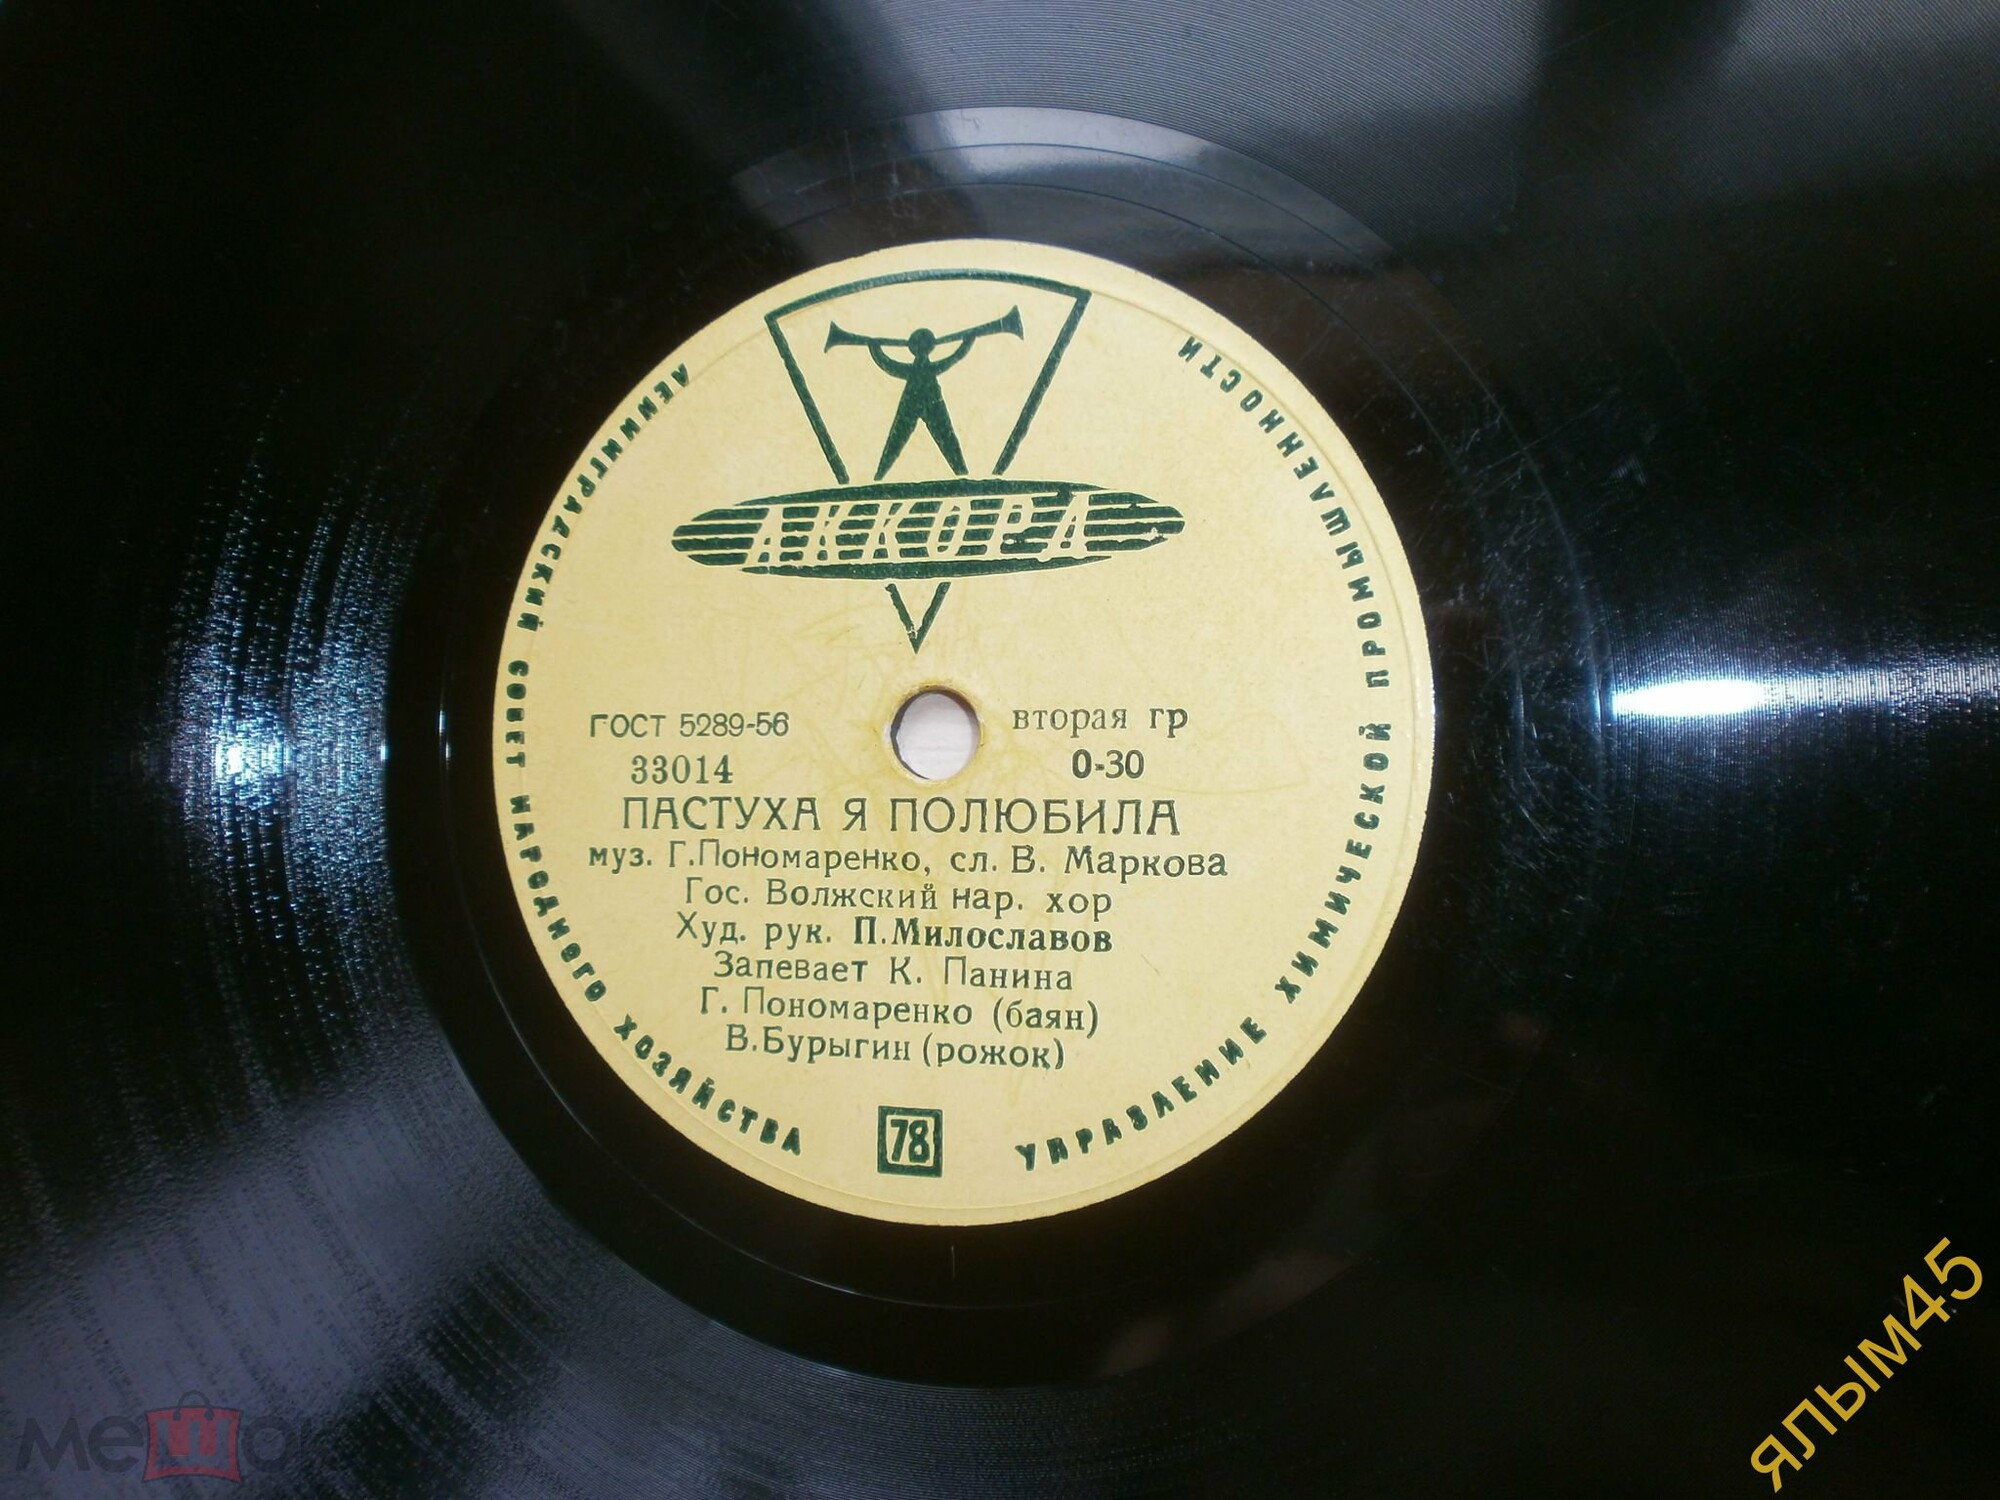 АККОРД
ЛЕНИНГРАДСКИЙ СОВЕТ НАРОДНОГО ХОЗЯЙСТВА
УПРАВЛЕНИЕ ХИМИЧЕСКОЙ ПРОМЫШЛЕННОСТИ
ГОСТ 5289-56 вторая гр
33014 0-30
ПАСТУХА Я ПОЛЮБИЛА
муз. Г.Пономаренко, сл. В. Маркова
Гос. Волжский нар. хор
Худ. рук. П.Милославов
Запевает К. Панина
Г. Пономаренко (баян)
В.Бурыгин (рожок)
78
мешок
ялым45